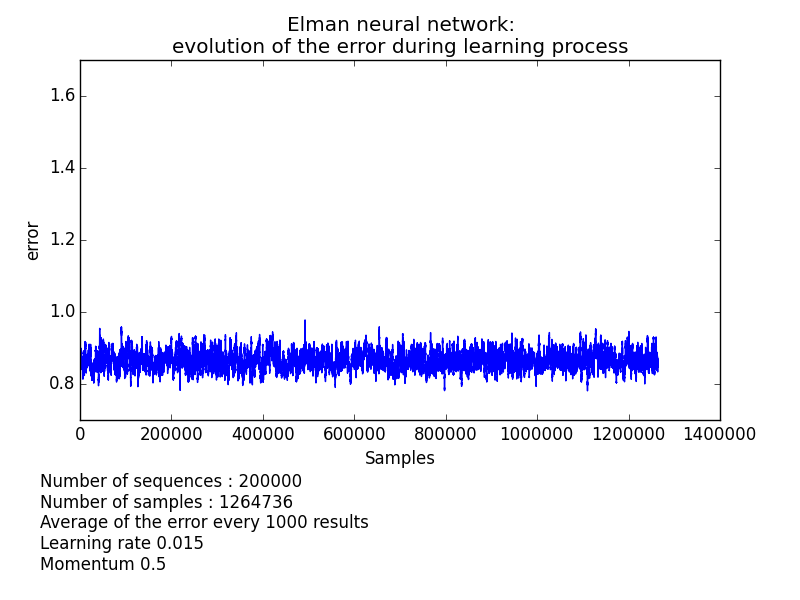 Elman neural network:
evolution of the error during learning process
1.6
1.4
1.2
1.0
0.8
error
0 200000 400000 600000 800000 1000000 1200000 1400000
Samples
Number of sequences : 200000
Number of samples : 1264736
Average of the error every 1000 results
Learning rate 0.015
Momentum 0.5